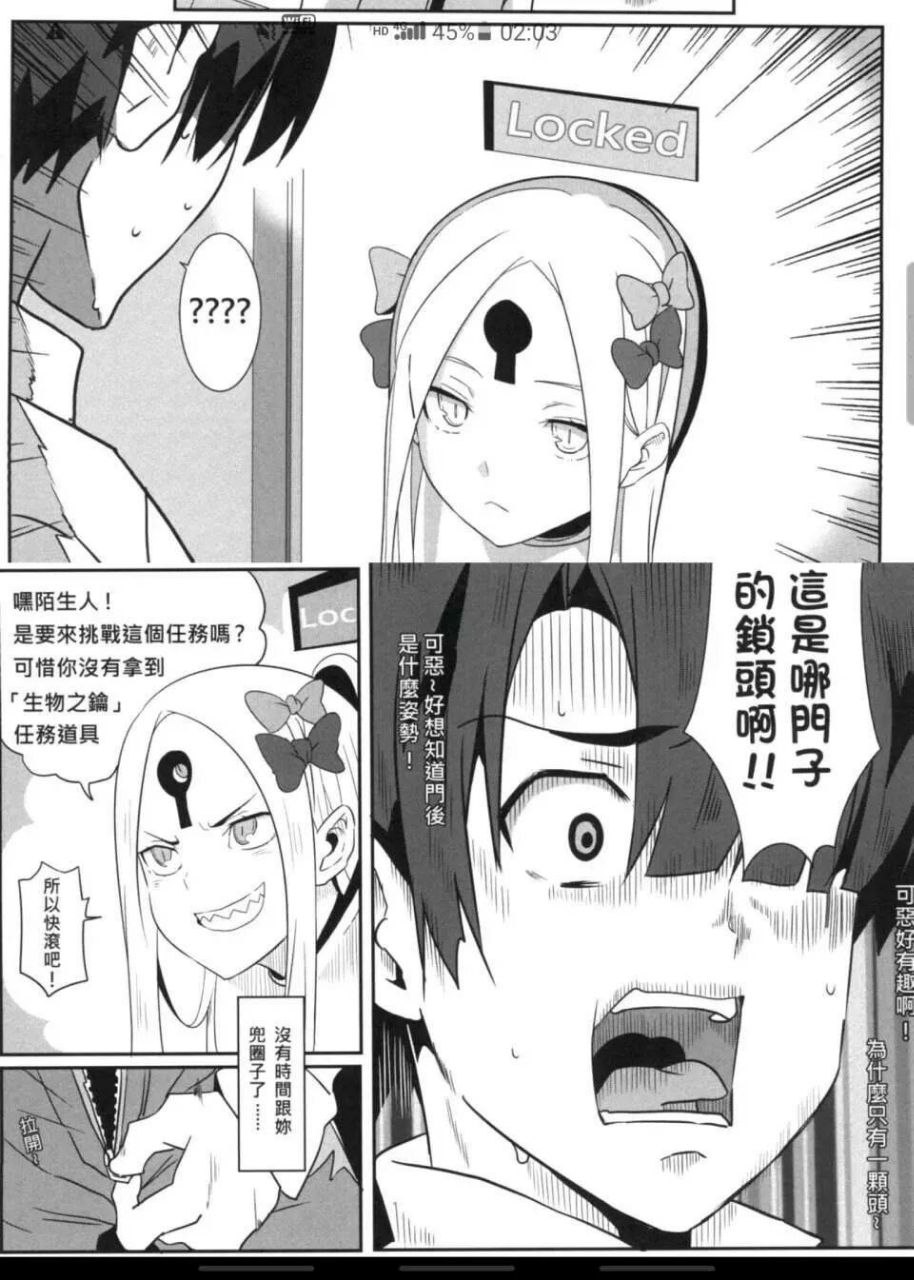 WiFi HD 4G 45% 02:03
Locked
????
這是哪門子
的鎖頭啊!!
可惡好有趣啊！
為什麼只有一顆頭~
可惡~好想知道門後
是什麼姿勢！
Loc
嘿陌生人！
是要來挑戰這個任務嗎？
可惜你沒有拿到
「生物之鑰」
任務道具
所以快滾吧！
沒有時間跟妳
兜圈子了……
拉開~